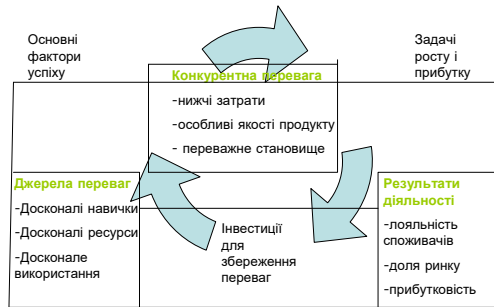 Основні
фактори
успіху
Задачі
росту і
прибутку
Конкурентна перевага
-нижчі затрати
-особливі якості продукту
- переважне становище
Джерела переваг
-Досконалі навички
-Досконалі ресурси
-Досконале
використання
Інвестиції
для
збереження
переваг
Результати
діяльності
-лояльність
споживачів
-доля ринку
-прибутковість